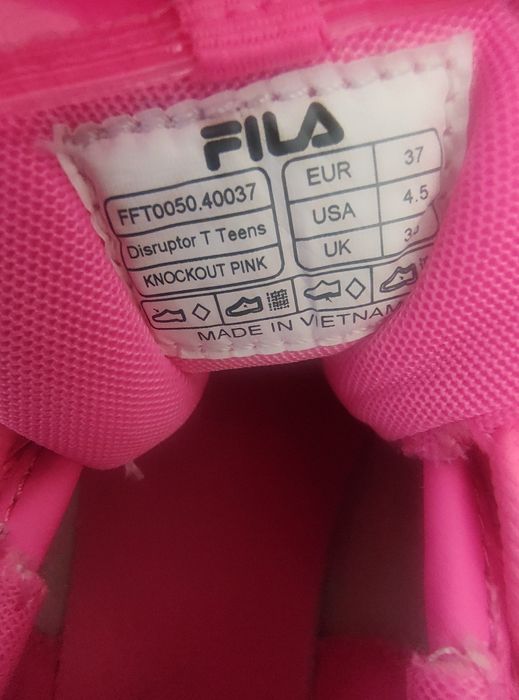 FILA
FFT0050.40037
Disruptor T Teens
KNOCKOUT PINK
EUR 37
USA 4.5
UK
MADE IN VIETNAM